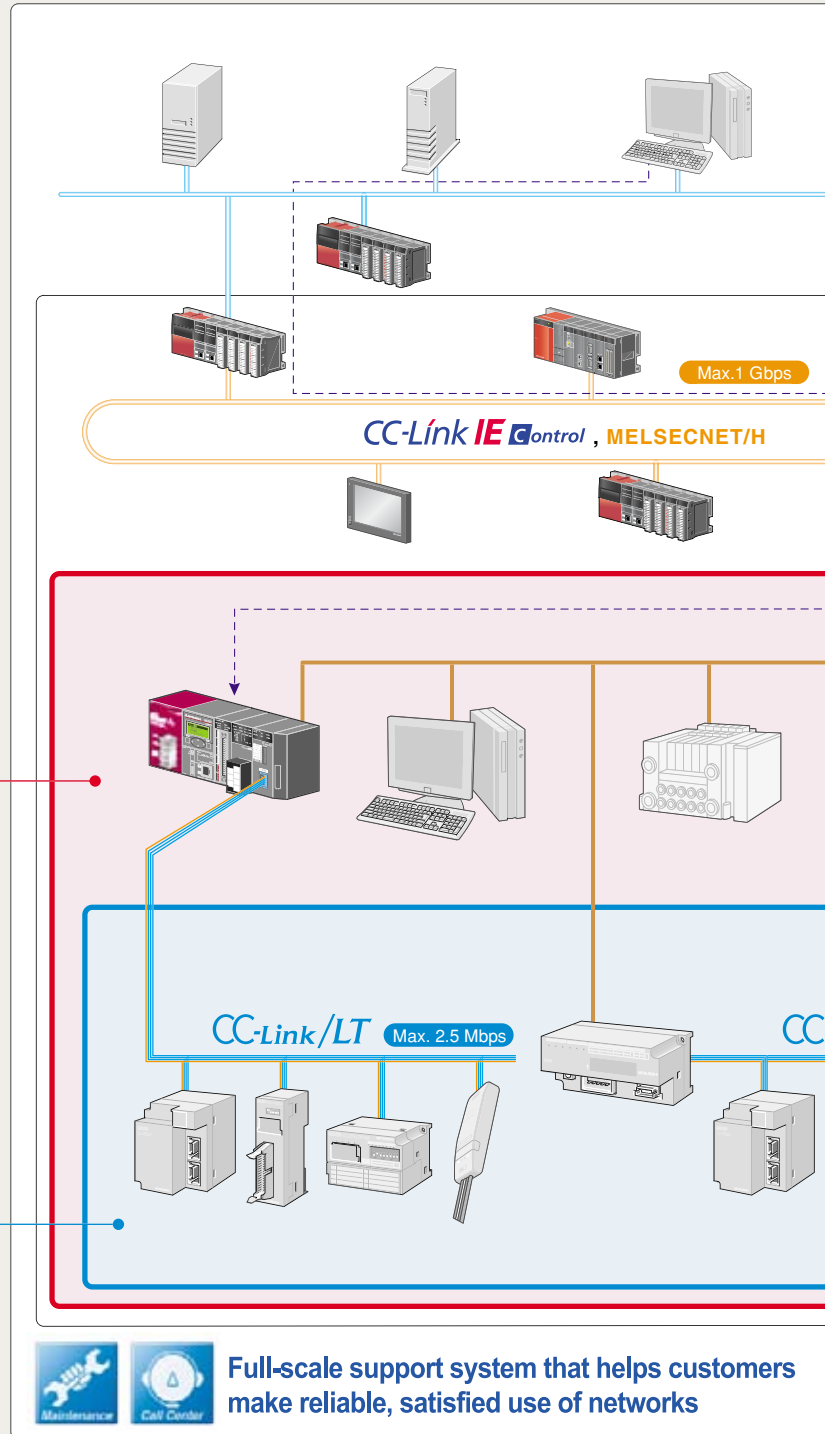 Max.1 Gbps
CC-Link IE Control , MELSECNET/H
CC-Link/LT Max. 2.5 Mbps
CC
Maintenance
Call Center
Full-scale support system that helps customers
make reliable, satisfied use of networks